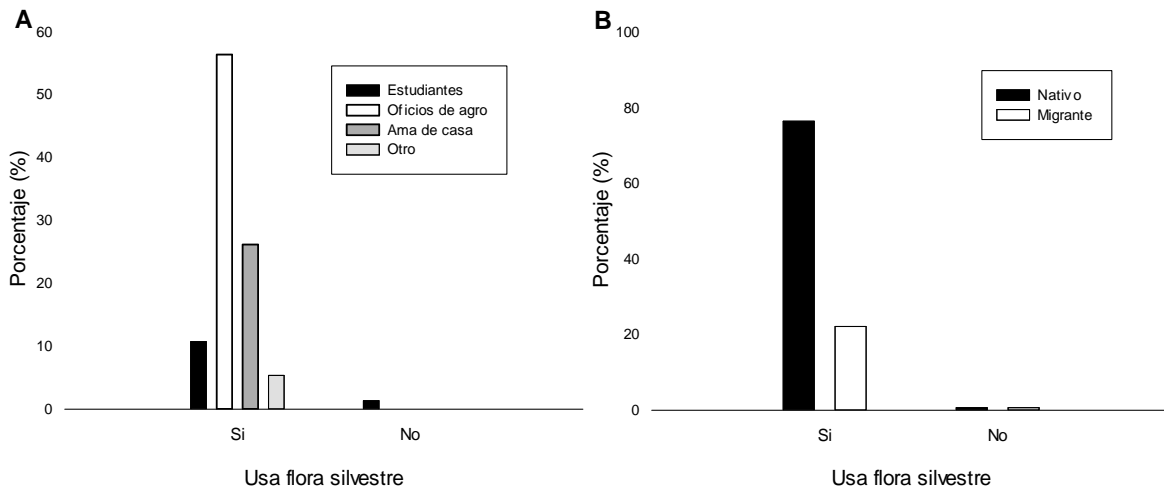 A
60
50
40
30
20
10
0
Porcentaje (%)
Estudiantes
Oficios de agro
Ama de casa
Otro
Si
No
Usa flora silvestre
B
100
80
60
40
20
0
Porcentaje (%)
Nativo
Migrante
Si
No
Usa flora silvestre